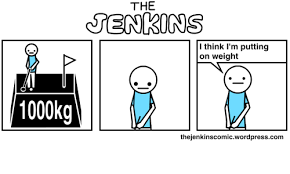 THE
JENKINS
1000kg
I think I'm putting
on weight
thejenkinscomic.wordpress.com